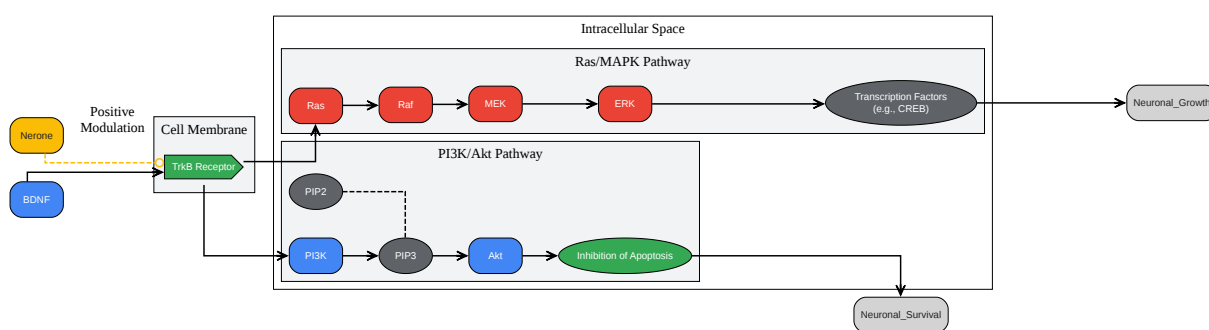 Intracellular Space
Ras/MAPK Pathway
Ras
Raf
MEK
ERK
Transcription Factors
(e.g., CREB)
Neuronal_Growth
Positive
Modulation
Cell Membrane
Nerone
TrkB Receptor
BDNF
PI3K/Akt Pathway
PIP2
PI3K
PIP3
Akt
Inhibition of Apoptosis
Neuronal_Survival